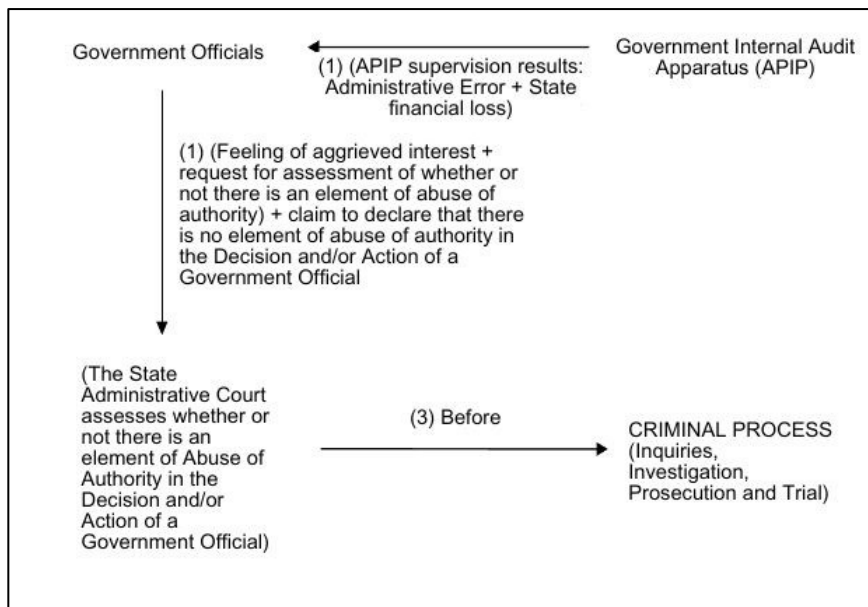 Government Officials
Government Internal Audit
Apparatus (APIP)
(1) (APIP supervision results:
Administrative Error + State
financial loss)
(1) (Feeling of aggrieved interest +
request for assessment of whether or
not there is an element of abuse of
authority) + claim to declare that there
is no element of abuse of authority in
the Decision and/or Action of a
Government Official
(The State
Administrative Court
assesses whether or
not there is an
element of Abuse of
Authority in the
Decision and/or
Action of a
Government Official)
(3) Before
CRIMINAL PROCESS
(Inquiries,
Investigation,
Prosecution and Trial)